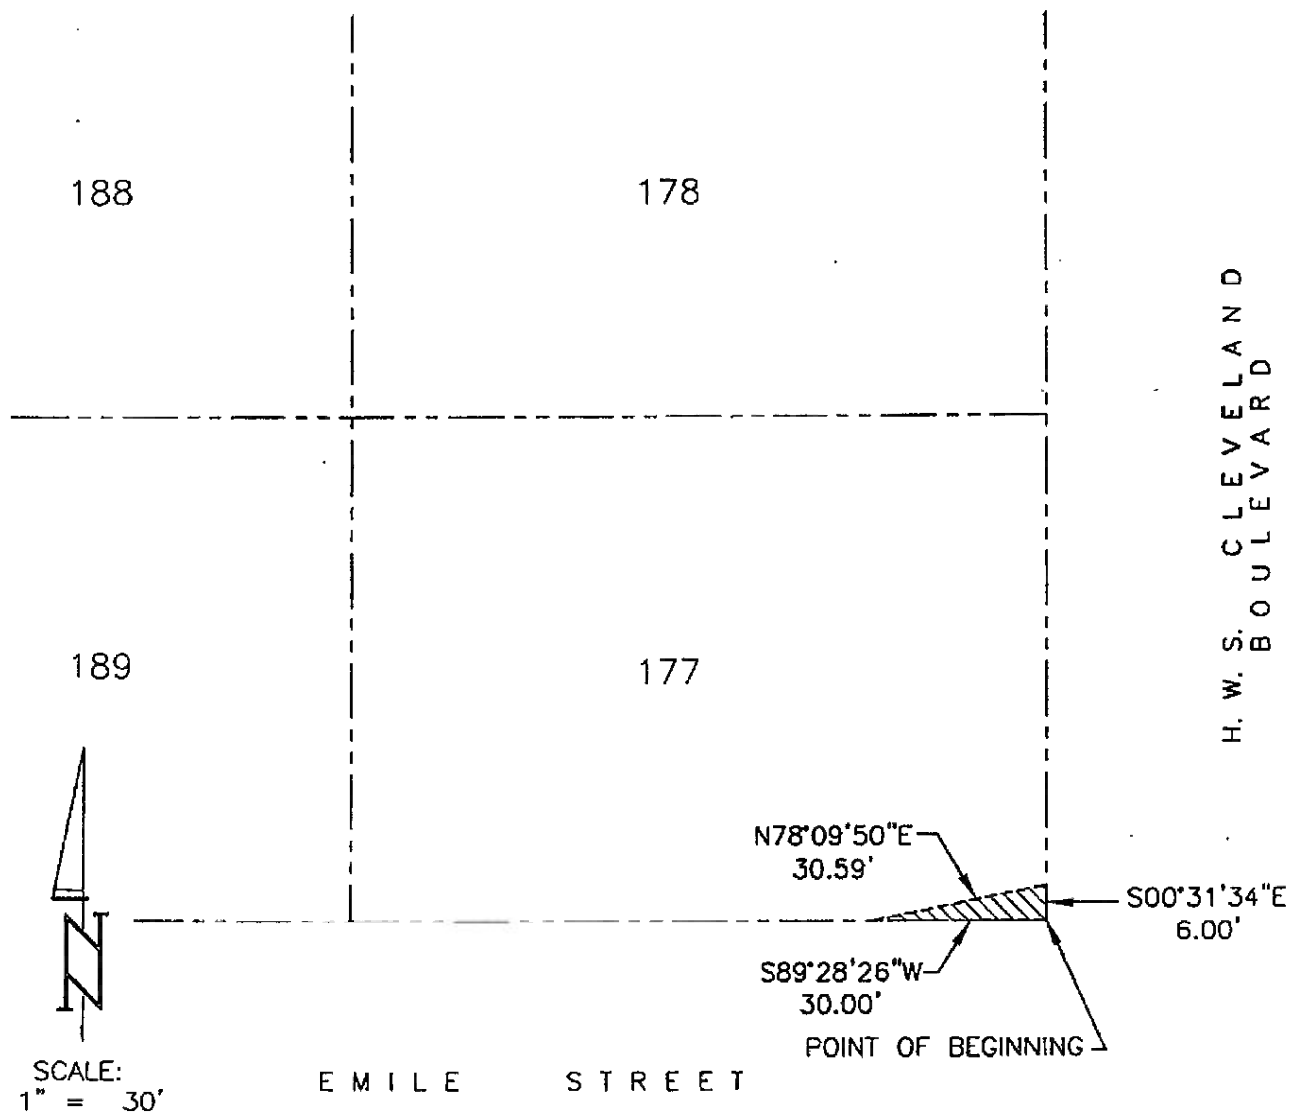 188
178
H. W. S. CLEVELAND
BOULEVARD
189
177
N78°09'50"E
30.59'
S00°31'34"E
6.00'
S89°28'26"W
30.00'
POINT OF BEGINNING
N
SCALE:
1" = 30'
EMILE STREET